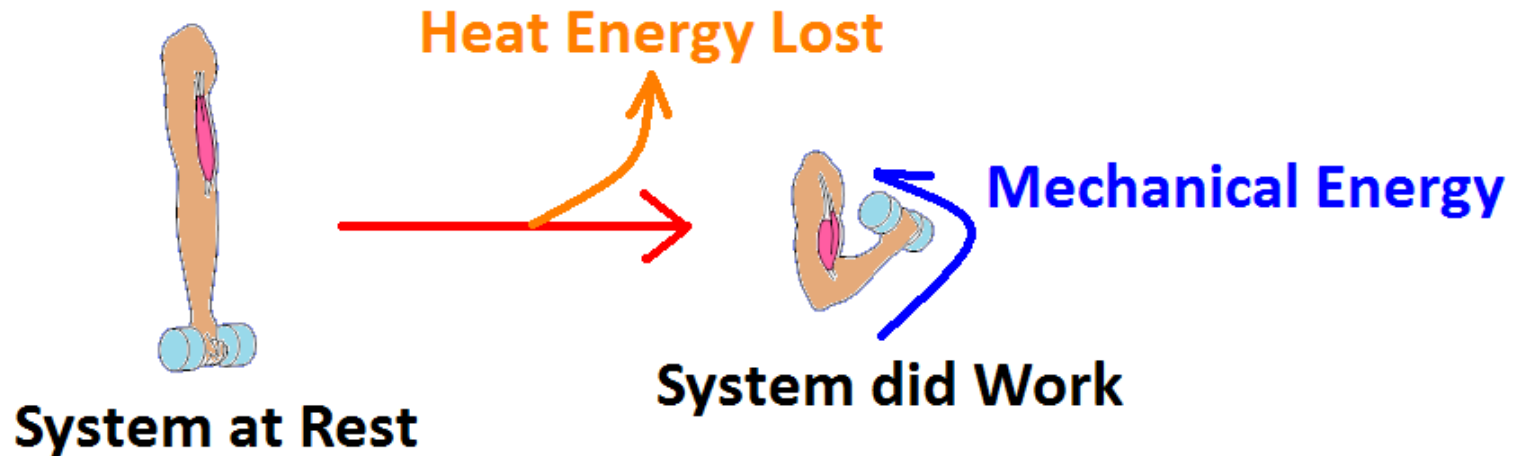 Heat Energy Lost
Mechanical Energy
System did Work
System at Rest